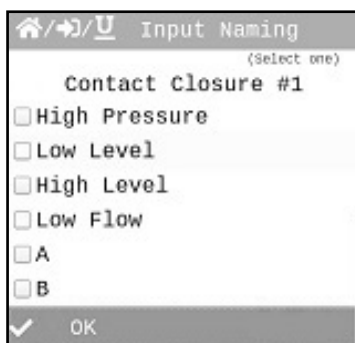 / / U Input Naming
(Select one)
Contact Closure #1
High Pressure
Low Level
High Level
Low Flow
A
B
OK